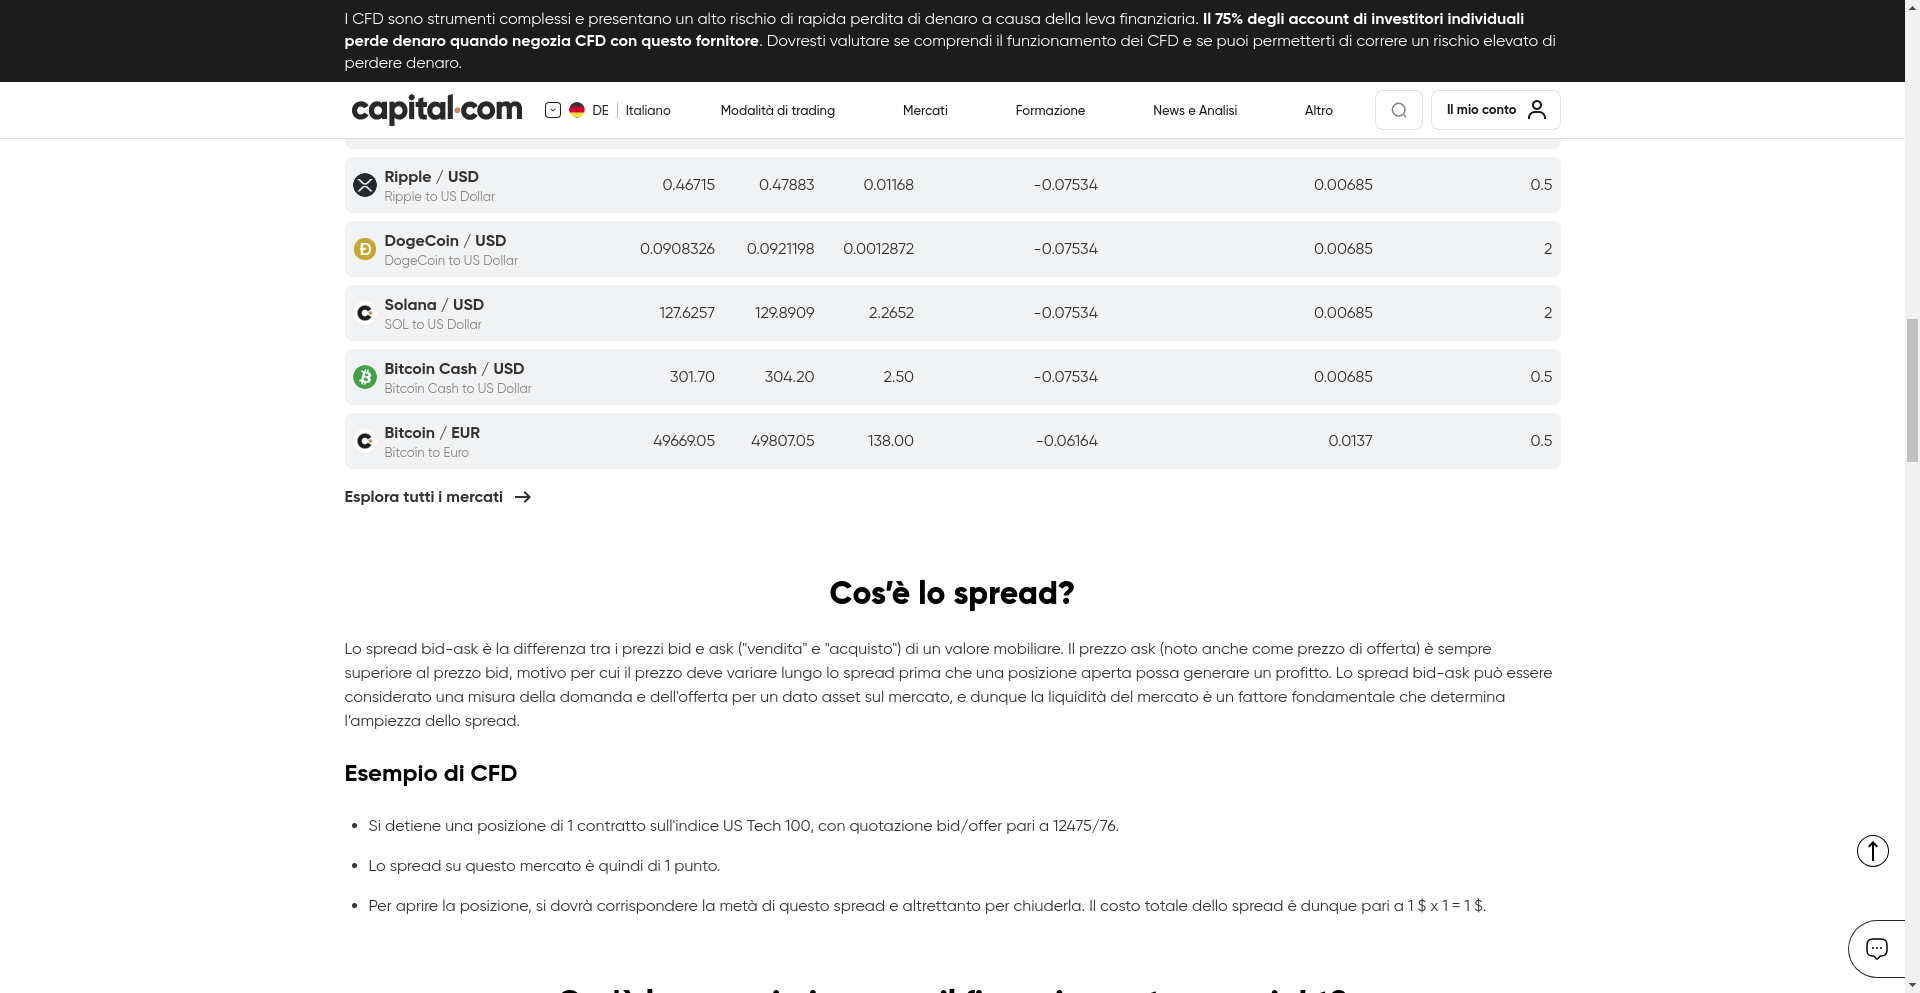 I CFD sono strumenti complessi e presentano un alto rischio di rapida perdita di denaro a causa della leva finanziaria. Il 75% degli account di investitori individuali
perde denaro quando negozia CFD con questo fornitore. Dovresti valutare se comprendi il funzionamento dei CFD e se puoi permetterti di correre un rischio elevato di
perdere denaro.
capital.com DE Italiano Modalità di trading Mercati Formazione News e Analisi Altro Il mio conto
Ripple / USD 0.46715 0.47883 0.01168 -0.07534 0.00685 0.5
Ripple to US Dollar
DogeCoin / USD 0.0908326 0.0921198 0.0012872 -0.07534 0.00685 2
DogeCoin to US Dollar
Solana / USD 127.6257 129.8909 2.2652 -0.07534 0.00685 2
SOL to US Dollar
Bitcoin Cash / USD 301.70 304.20 2.50 -0.07534 0.00685 0.5
Bitcoin Cash to US Dollar
Bitcoin / EUR 49669.05 49807.05 138.00 -0.06164 0.0137 0.5
Bitcoin to Euro
Esplora tutti i mercati
Cos'è lo spread?
Lo spread bid-ask è la differenza tra i prezzi bid e ask ("vendita" e "acquisto") di un valore mobiliare. Il prezzo ask (noto anche come prezzo di offerta) è sempre
superiore al prezzo bid, motivo per cui il prezzo deve variare lungo lo spread prima che una posizione aperta possa generare un profitto. Lo spread bid-ask può essere
considerato una misura della domanda e dell'offerta per un dato asset sul mercato, e dunque la liquidità del mercato è un fattore fondamentale che determina
l'ampiezza dello spread.
Esempio di CFD
• Si detiene una posizione di 1 contratto sull'indice US Tech 100, con quotazione bid/offer pari a 12475/76.
• Lo spread su questo mercato è quindi di 1 punto.
• Per aprire la posizione, si dovrà corrispondere la metà di questo spread e altrettanto per chiuderla. Il costo totale dello spread è dunque pari a 1 $ x 1 = 1 $.